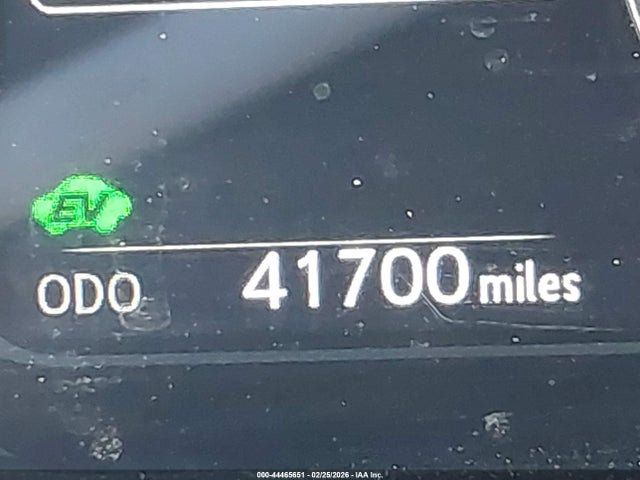 EV
ODO 41700 miles
000-44465651 - 02/25/2026 - IAA Inc.